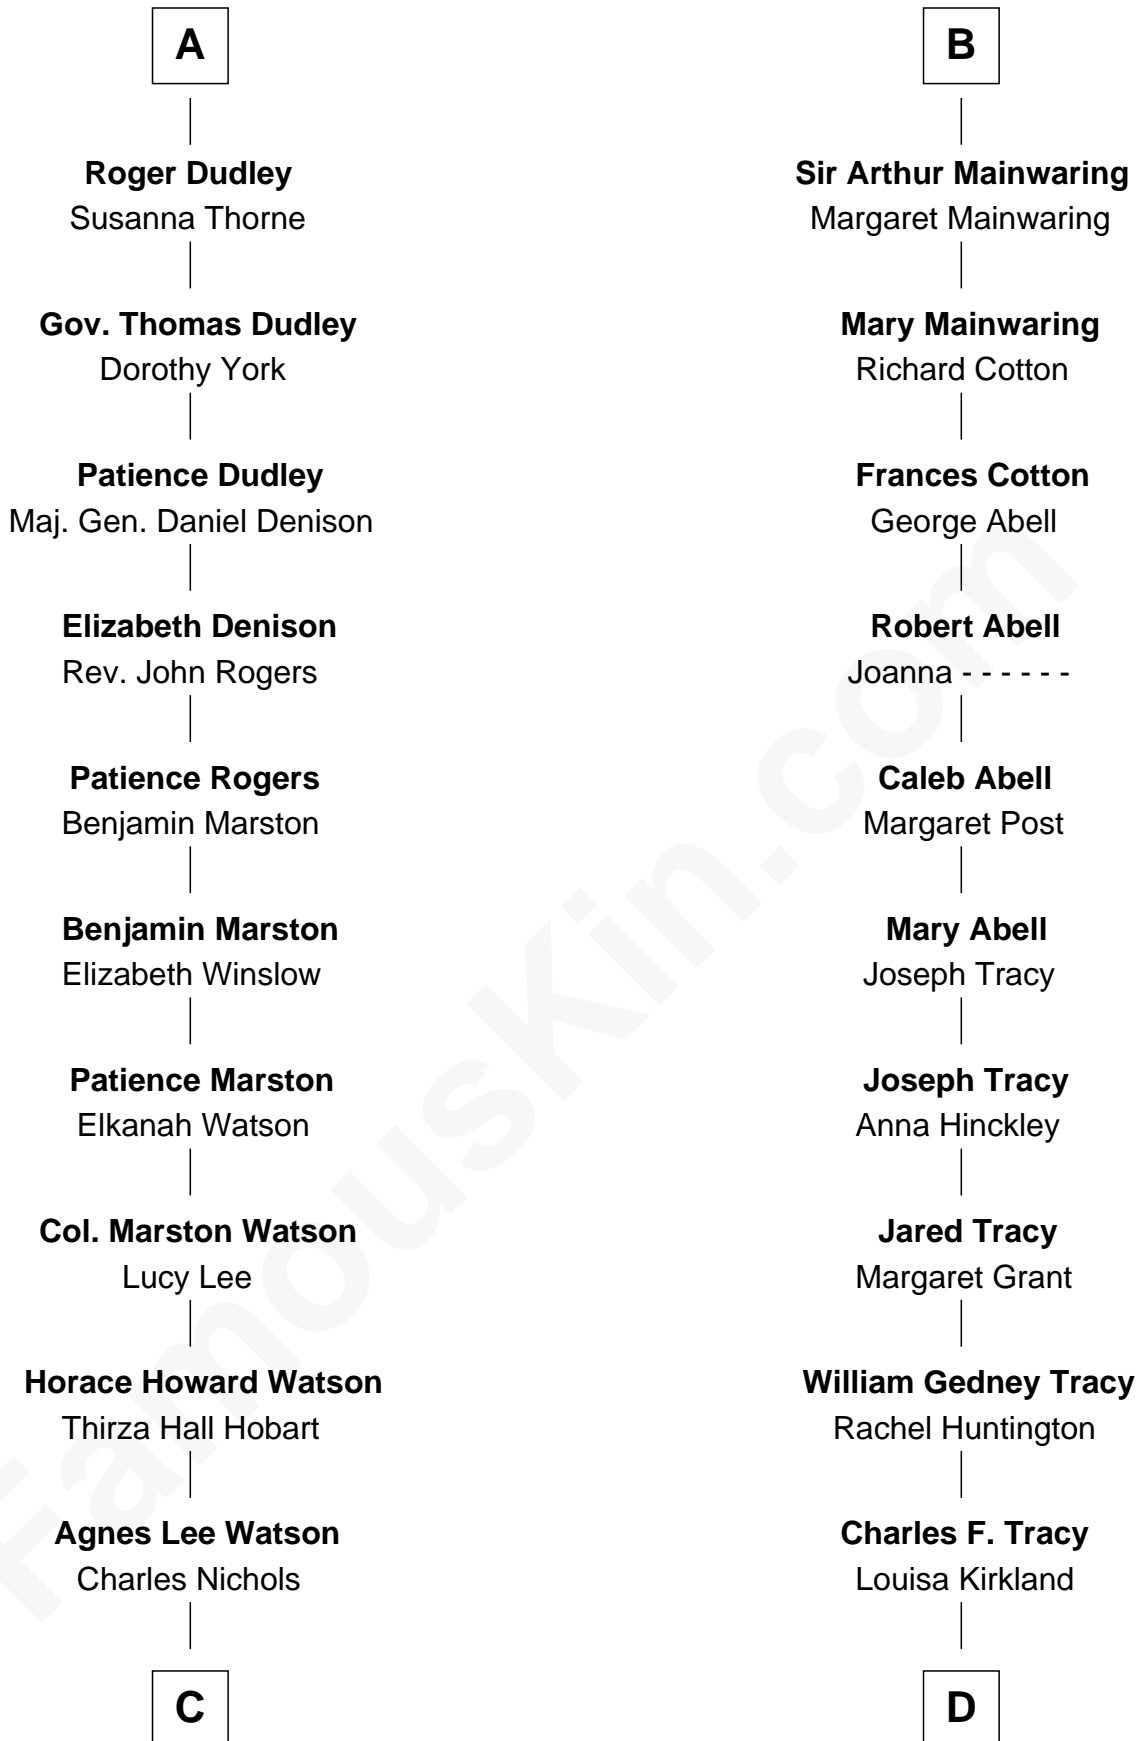 A
Roger Dudley
Susanna Thorne
Gov. Thomas Dudley
Dorothy York
Patience Dudley
Maj. Gen. Daniel Denison
Elizabeth Denison
Rev. John Rogers
Patience Rogers
Benjamin Marston
Benjamin Marston
Elizabeth Winslow
Patience Marston
Elkanah Watson
Col. Marston Watson
Lucy Lee
Horace Howard Watson
Thirza Hall Hobart
Agnes Lee Watson
Charles Nichols
C
B
Sir Arthur Mainwaring
Margaret Mainwaring
Mary Mainwaring
Richard Cotton
Frances Cotton
George Abell
Robert Abell
Joanna - - - - - -
Caleb Abell
Margaret Post
Mary Abell
Joseph Tracy
Joseph Tracy
Anna Hinckley
Jared Tracy
Margaret Grant
William Gedney Tracy
Rachel Huntington
Charles F. Tracy
Louisa Kirkland
D
FamousKin.com